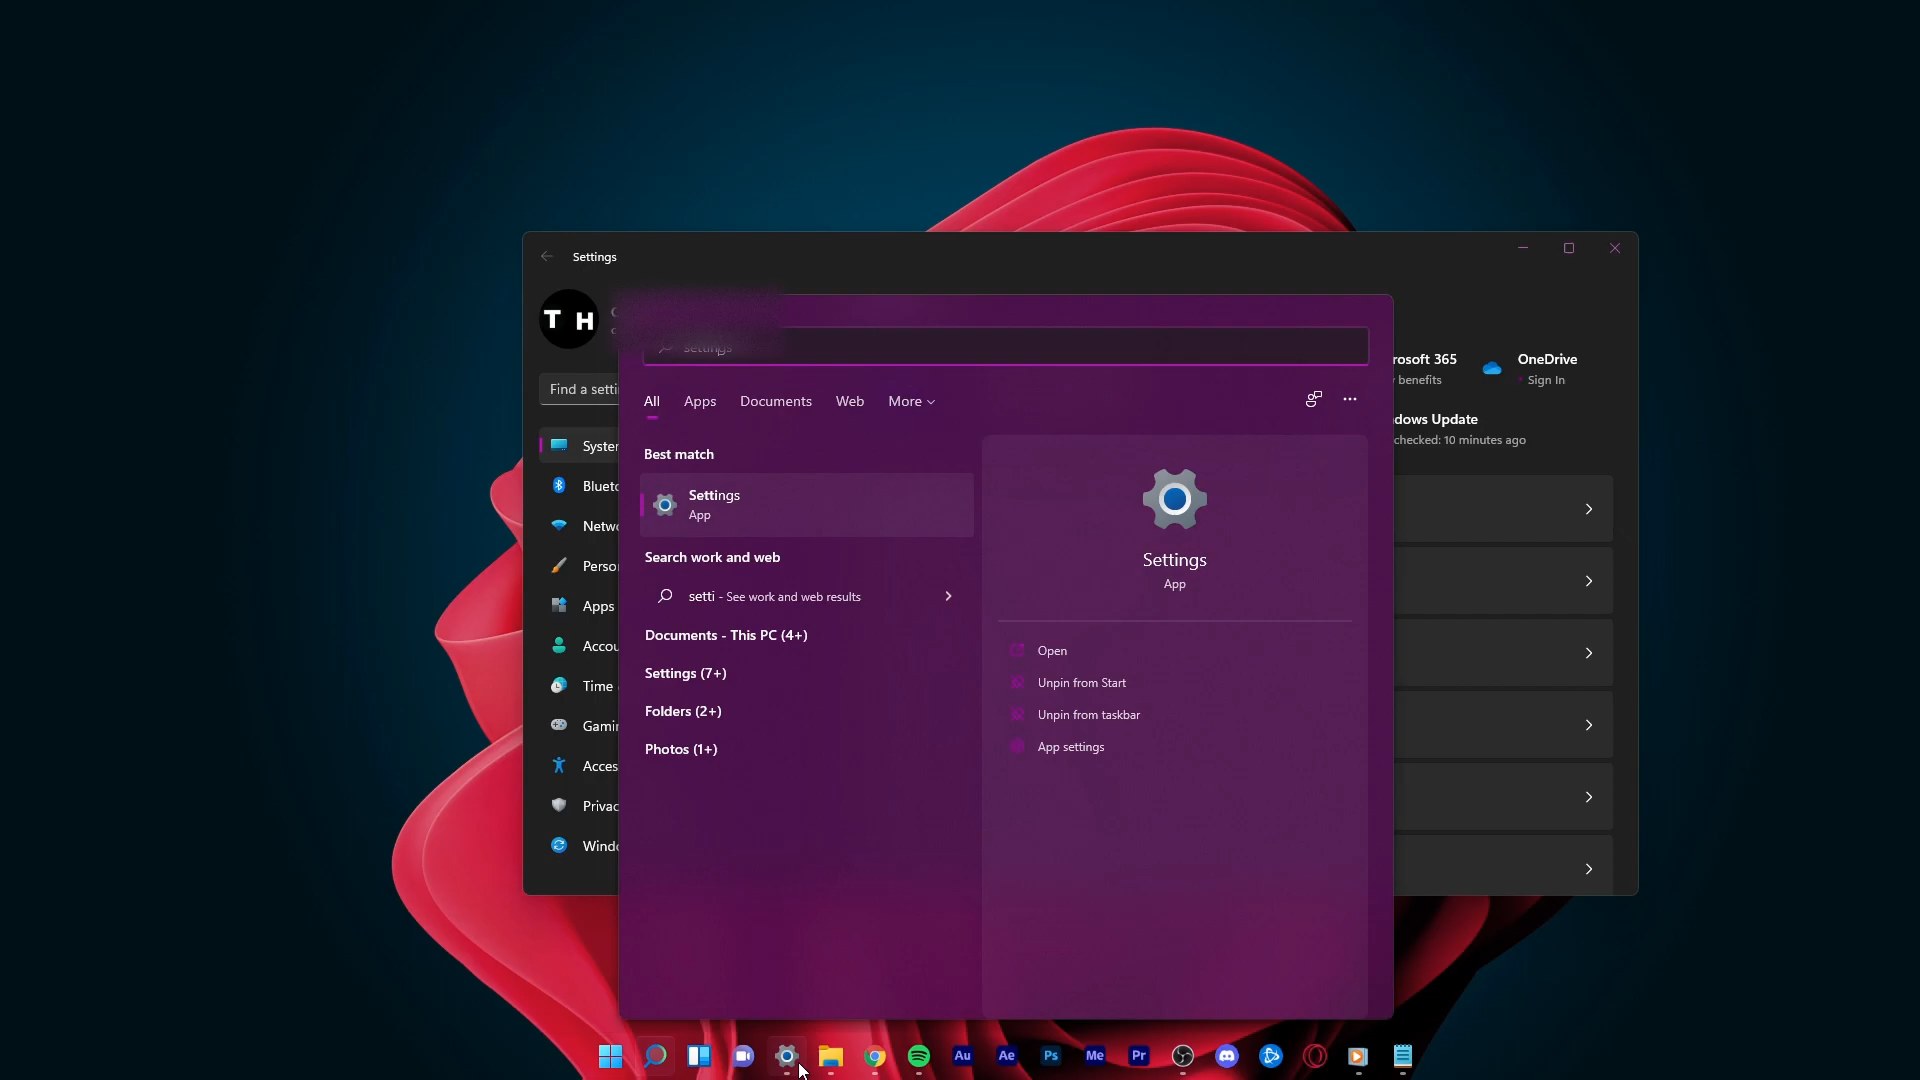 Settings
T H
settings
rosoft 365
benefits
OneDrive
Sign In
Find a setti
All
Apps
Documents
Web
More
dows Update
checked: 10 minutes ago
Syster
Blueto
Netwo
Person
Apps
Accou
Time
Gamin
Acces
Privac
Windo
Best match
Settings
App
Search work and web
setti - See work and web results
Documents - This PC (4+)
Settings (7+)
Folders (2+)
Photos (1+)
Settings
App
Open
Unpin from Start
Unpin from taskbar
App settings
Au
Ae
Ps
Me
Pr